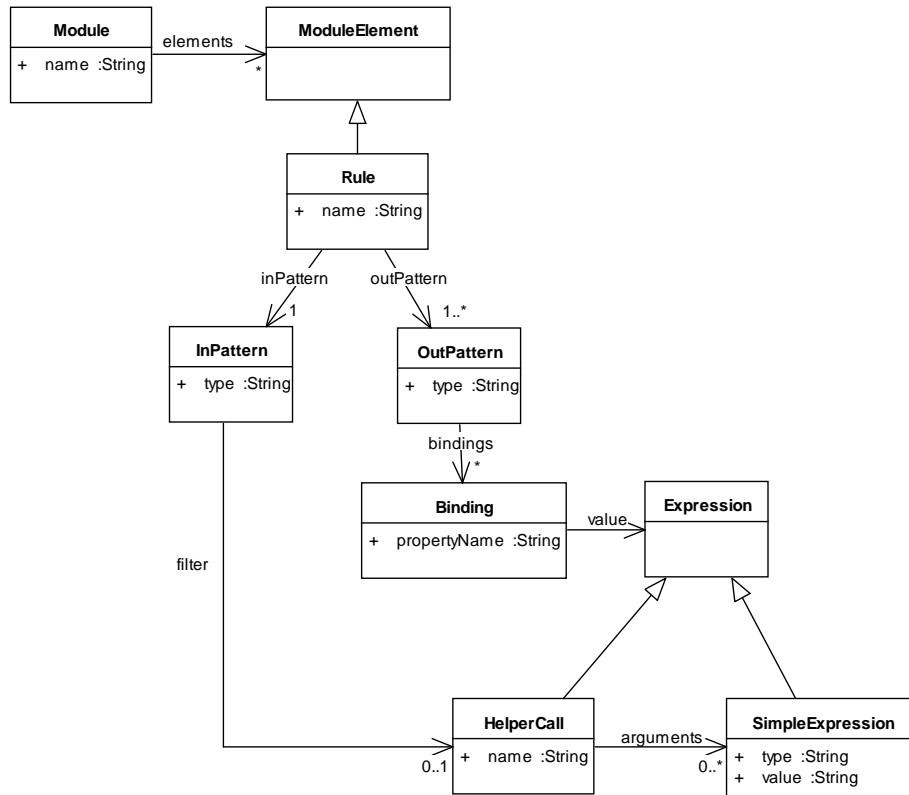 Module
+ name :String
elements
*
ModuleElement
Rule
+ name :String
inPattern
1
outPattern
1..*
InPattern
+ type :String
OutPattern
+ type :String
bindings
*
Binding
+ propertyName :String
value
Expression
filter
0..1
HelperCall
+ name :String
arguments
0..*
SimpleExpression
+ type :String
+ value :String